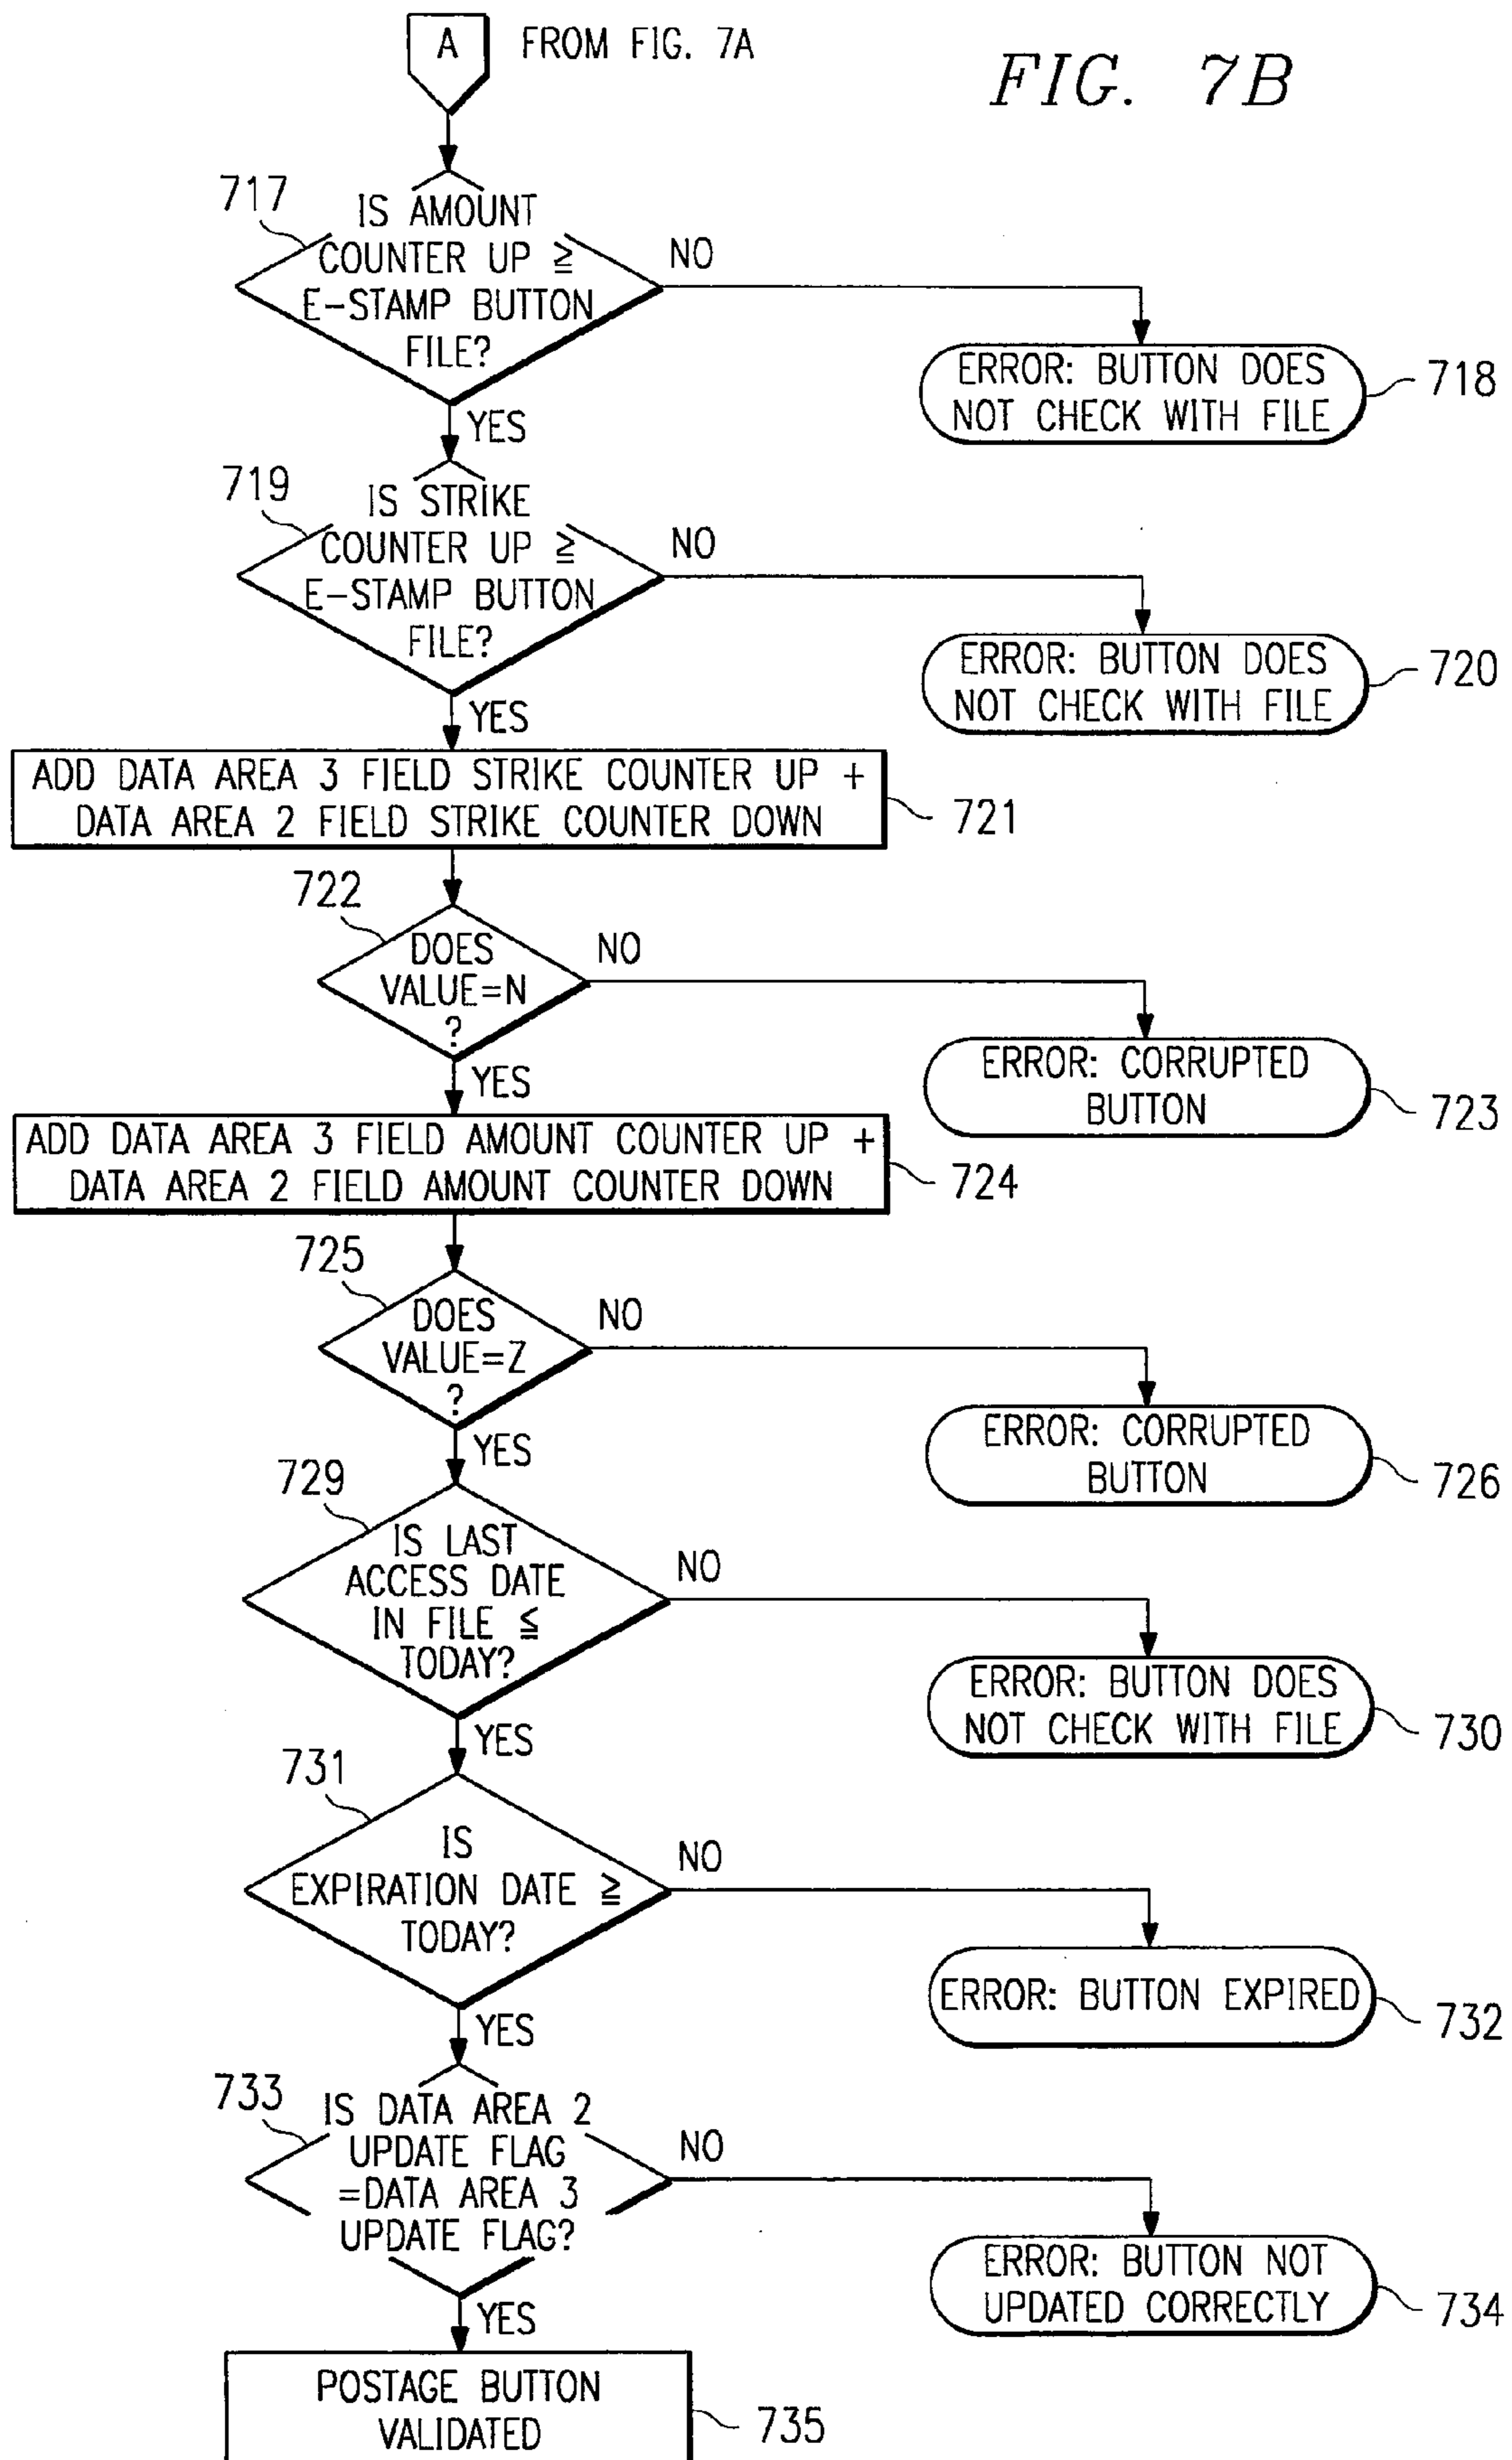 A FROM FIG. 7A
FIG. 7B
717
IS AMOUNT
COUNTER UP ≧
E-STAMP BUTTON
FILE?
NO
YES
ERROR: BUTTON DOES
NOT CHECK WITH FILE
718
719
IS STRIKE
COUNTER UP ≧
E-STAMP BUTTON
FILE?
NO
YES
ERROR: BUTTON DOES
NOT CHECK WITH FILE
720
ADD DATA AREA 3 FIELD STRIKE COUNTER UP +
DATA AREA 2 FIELD STRIKE COUNTER DOWN
721
722
DOES
VALUE=N
?
NO
YES
ERROR: CORRUPTED
BUTTON
723
ADD DATA AREA 3 FIELD AMOUNT COUNTER UP +
DATA AREA 2 FIELD AMOUNT COUNTER DOWN
724
725
DOES
VALUE=Z
?
NO
YES
ERROR: CORRUPTED
BUTTON
726
729
IS LAST
ACCESS DATE
IN FILE ≦
TODAY?
NO
YES
ERROR: BUTTON DOES
NOT CHECK WITH FILE
730
731
IS
EXPIRATION DATE ≧
TODAY?
NO
YES
ERROR: BUTTON EXPIRED
732
733
IS DATA AREA 2
UPDATE FLAG
=DATA AREA 3
UPDATE FLAG?
NO
YES
ERROR: BUTTON NOT
UPDATED CORRECTLY
734
POSTAGE BUTTON
VALIDATED
735